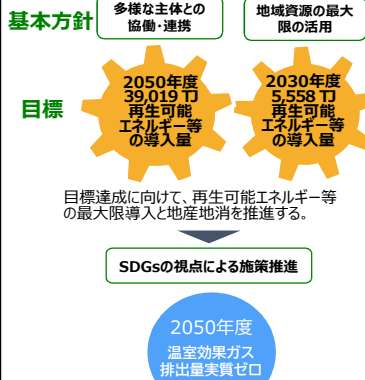 基本方針
多様な主体との
協働・連携
地域資源の最大
限の活用
目標
2050年度
39,019 TJ
再生可能
エネルギー等
の導入量
2030年度
5,558 TJ
再生可能
エネルギー等
の導入量
目標達成に向けて、再生可能エネルギー等
の最大限導入と地産地消を推進する。
SDGsの視点による施策推進
2050年度
温室効果ガス
排出量実質ゼロ